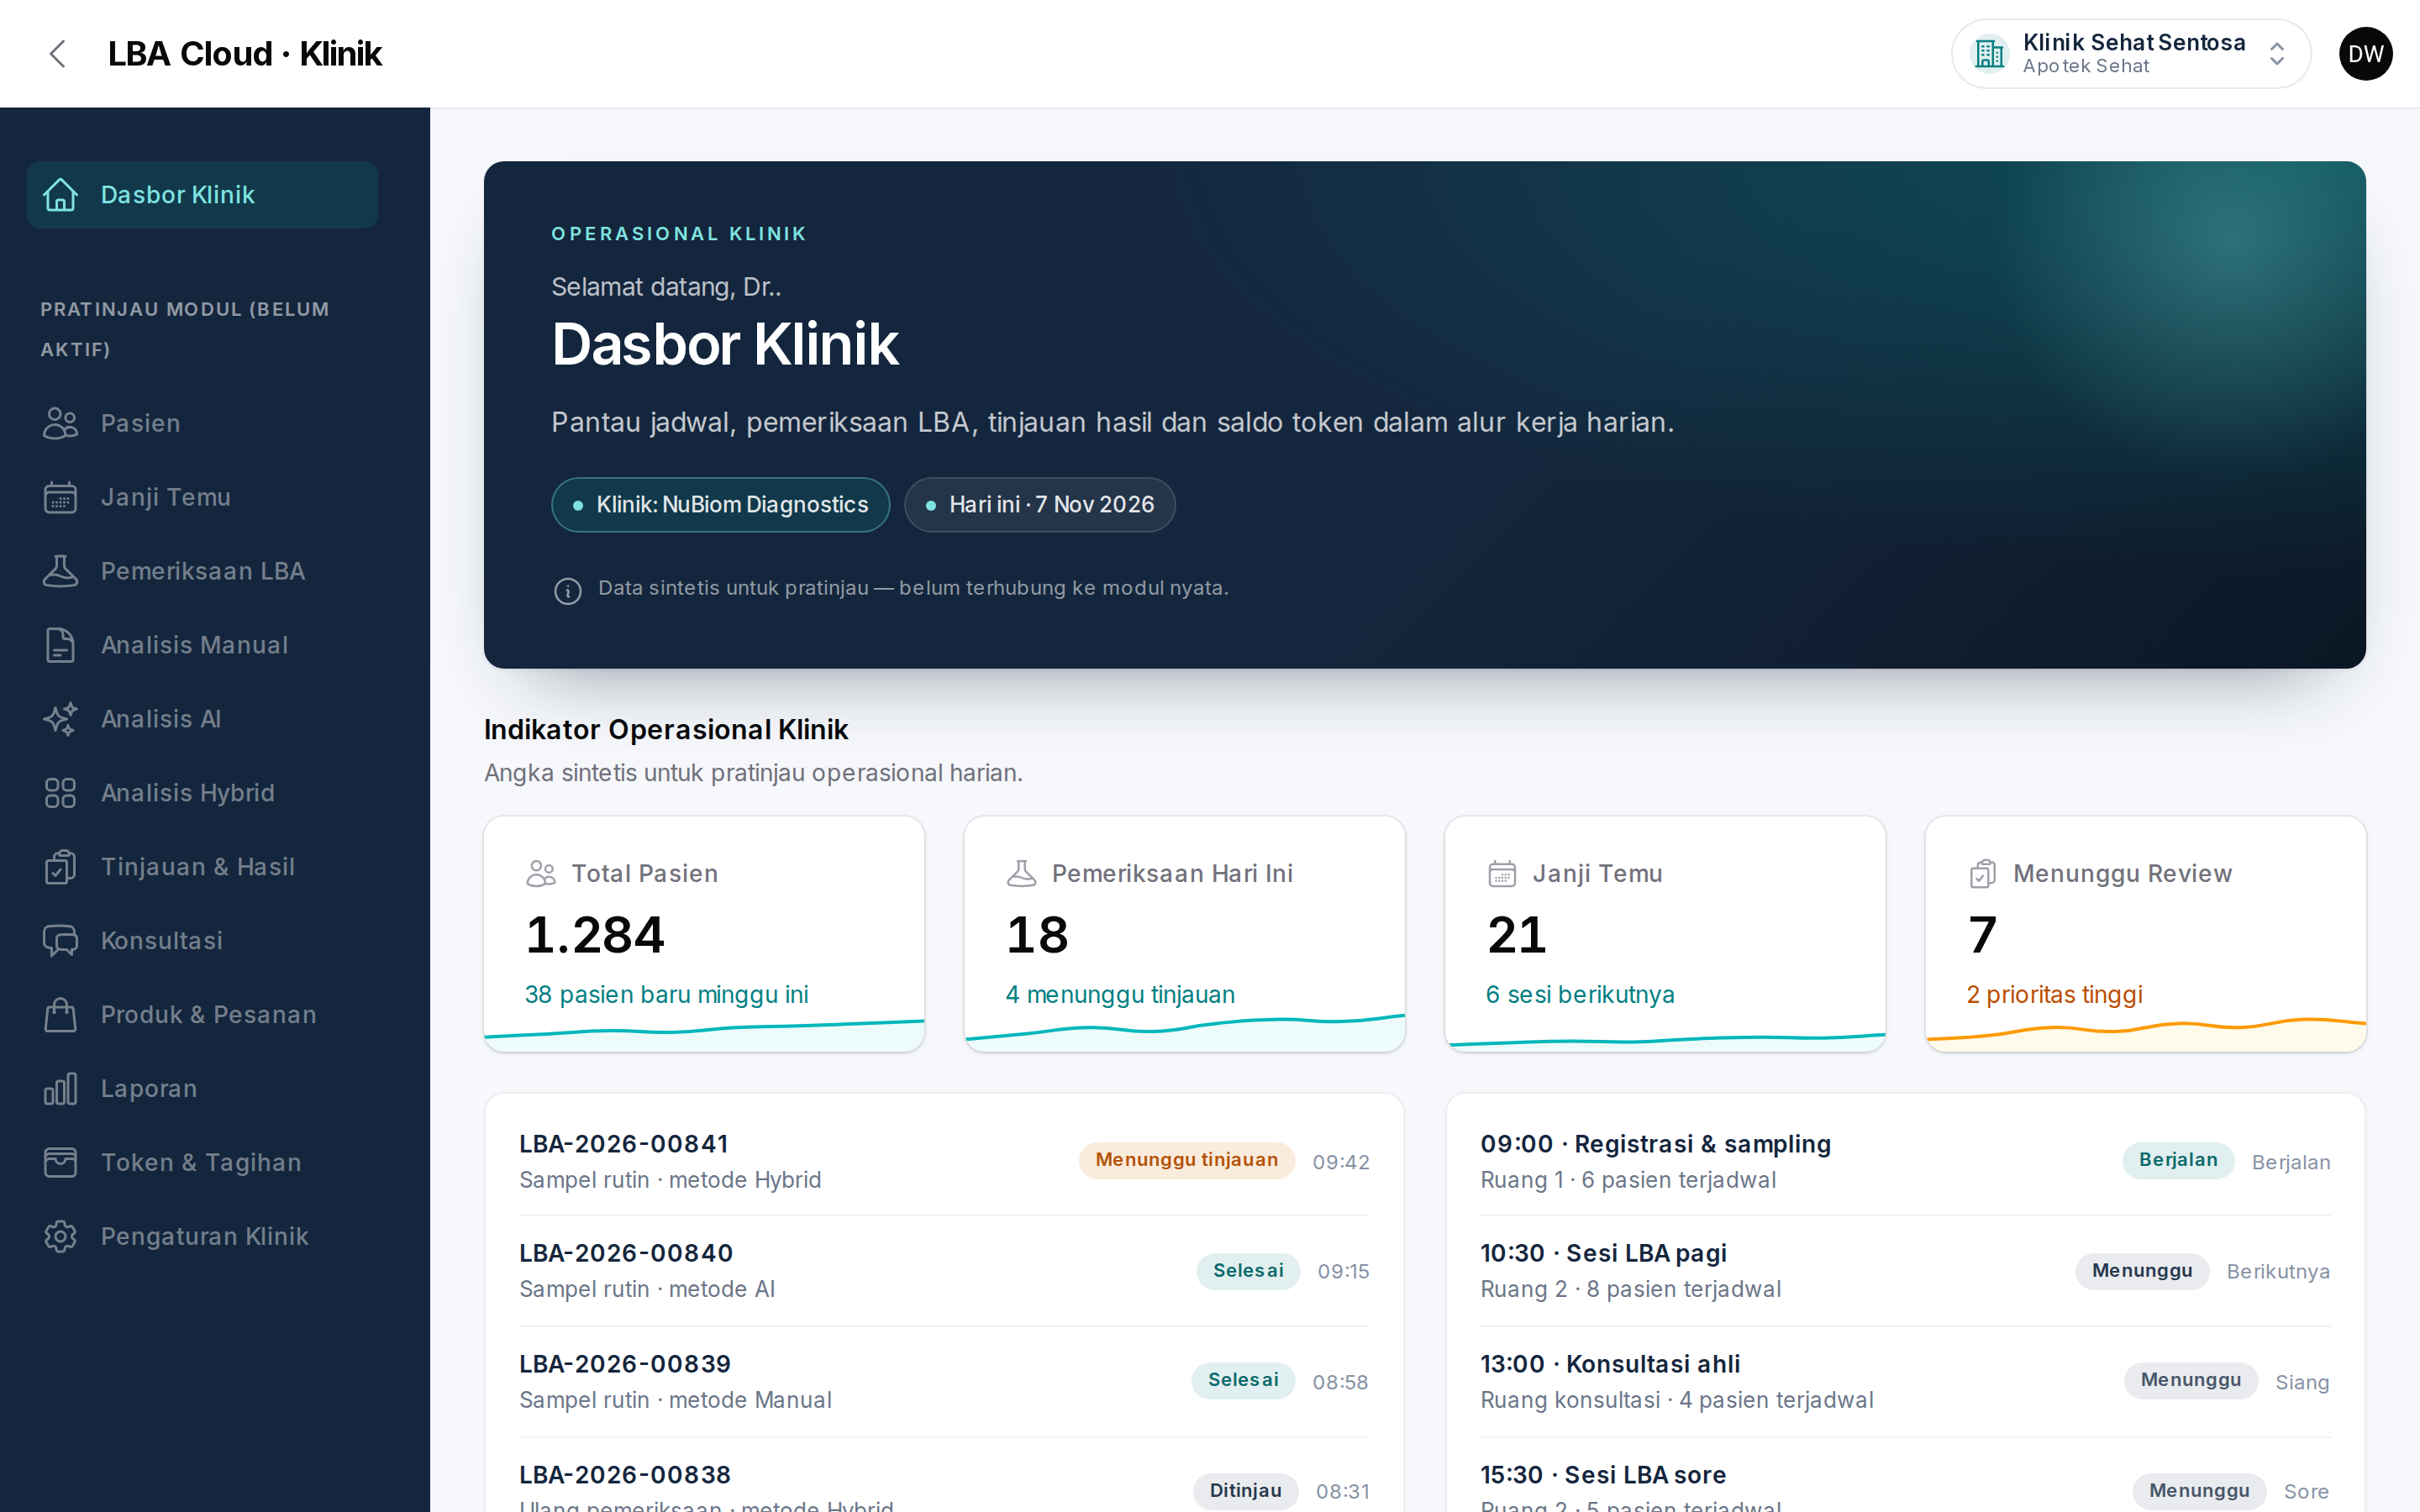 LBA Cloud · Klinik
Klinik Sehat Sentosa
Apotek Sehat
DW
Dasbor Klinik
PRATINJAU MODUL (BELUM
AKTIF)
Pasien
Janji Temu
Pemeriksaan LBA
Analisis Manual
Analisis AI
Analisis Hybrid
Tinjauan & Hasil
Konsultasi
Produk & Pesanan
Laporan
Token & Tagihan
Pengaturan Klinik
OPERASIONAL KLINIK
Selamat datang, Dr..
Dasbor Klinik
Pantau jadwal, pemeriksaan LBA, tinjauan hasil dan saldo token dalam alur kerja harian.
Klinik: NuBiom Diagnostics
Hari ini · 7 Nov 2026
Data sintetis untuk pratinjau — belum terhubung ke modul nyata.
Indikator Operasional Klinik
Angka sintetis untuk pratinjau operasional harian.
Total Pasien
1.284
38 pasien baru minggu ini
Pemeriksaan Hari Ini
18
4 menunggu tinjauan
Janji Temu
21
6 sesi berikutnya
Menunggu Review
7
2 prioritas tinggi
LBA-2026-00841
Sampel rutin · metode Hybrid
Menunggu tinjauan
09:42
LBA-2026-00840
Sampel rutin · metode AI
Selesai
09:15
LBA-2026-00839
Sampel rutin · metode Manual
Selesai
08:58
LBA-2026-00838
Ulang pemeriksaan · metode Hybrid
Ditinjau
08:31
09:00 · Registrasi & sampling
Ruang 1 · 6 pasien terjadwal
Berjalan
Berjalan
10:30 · Sesi LBA pagi
Ruang 2 · 8 pasien terjadwal
Menunggu
Berikutnya
13:00 · Konsultasi ahli
Ruang konsultasi · 4 pasien terjadwal
Menunggu
Siang
15:30 · Sesi LBA sore
Ruang 2 · 5 pasien terjadwal
Menunggu
Sore